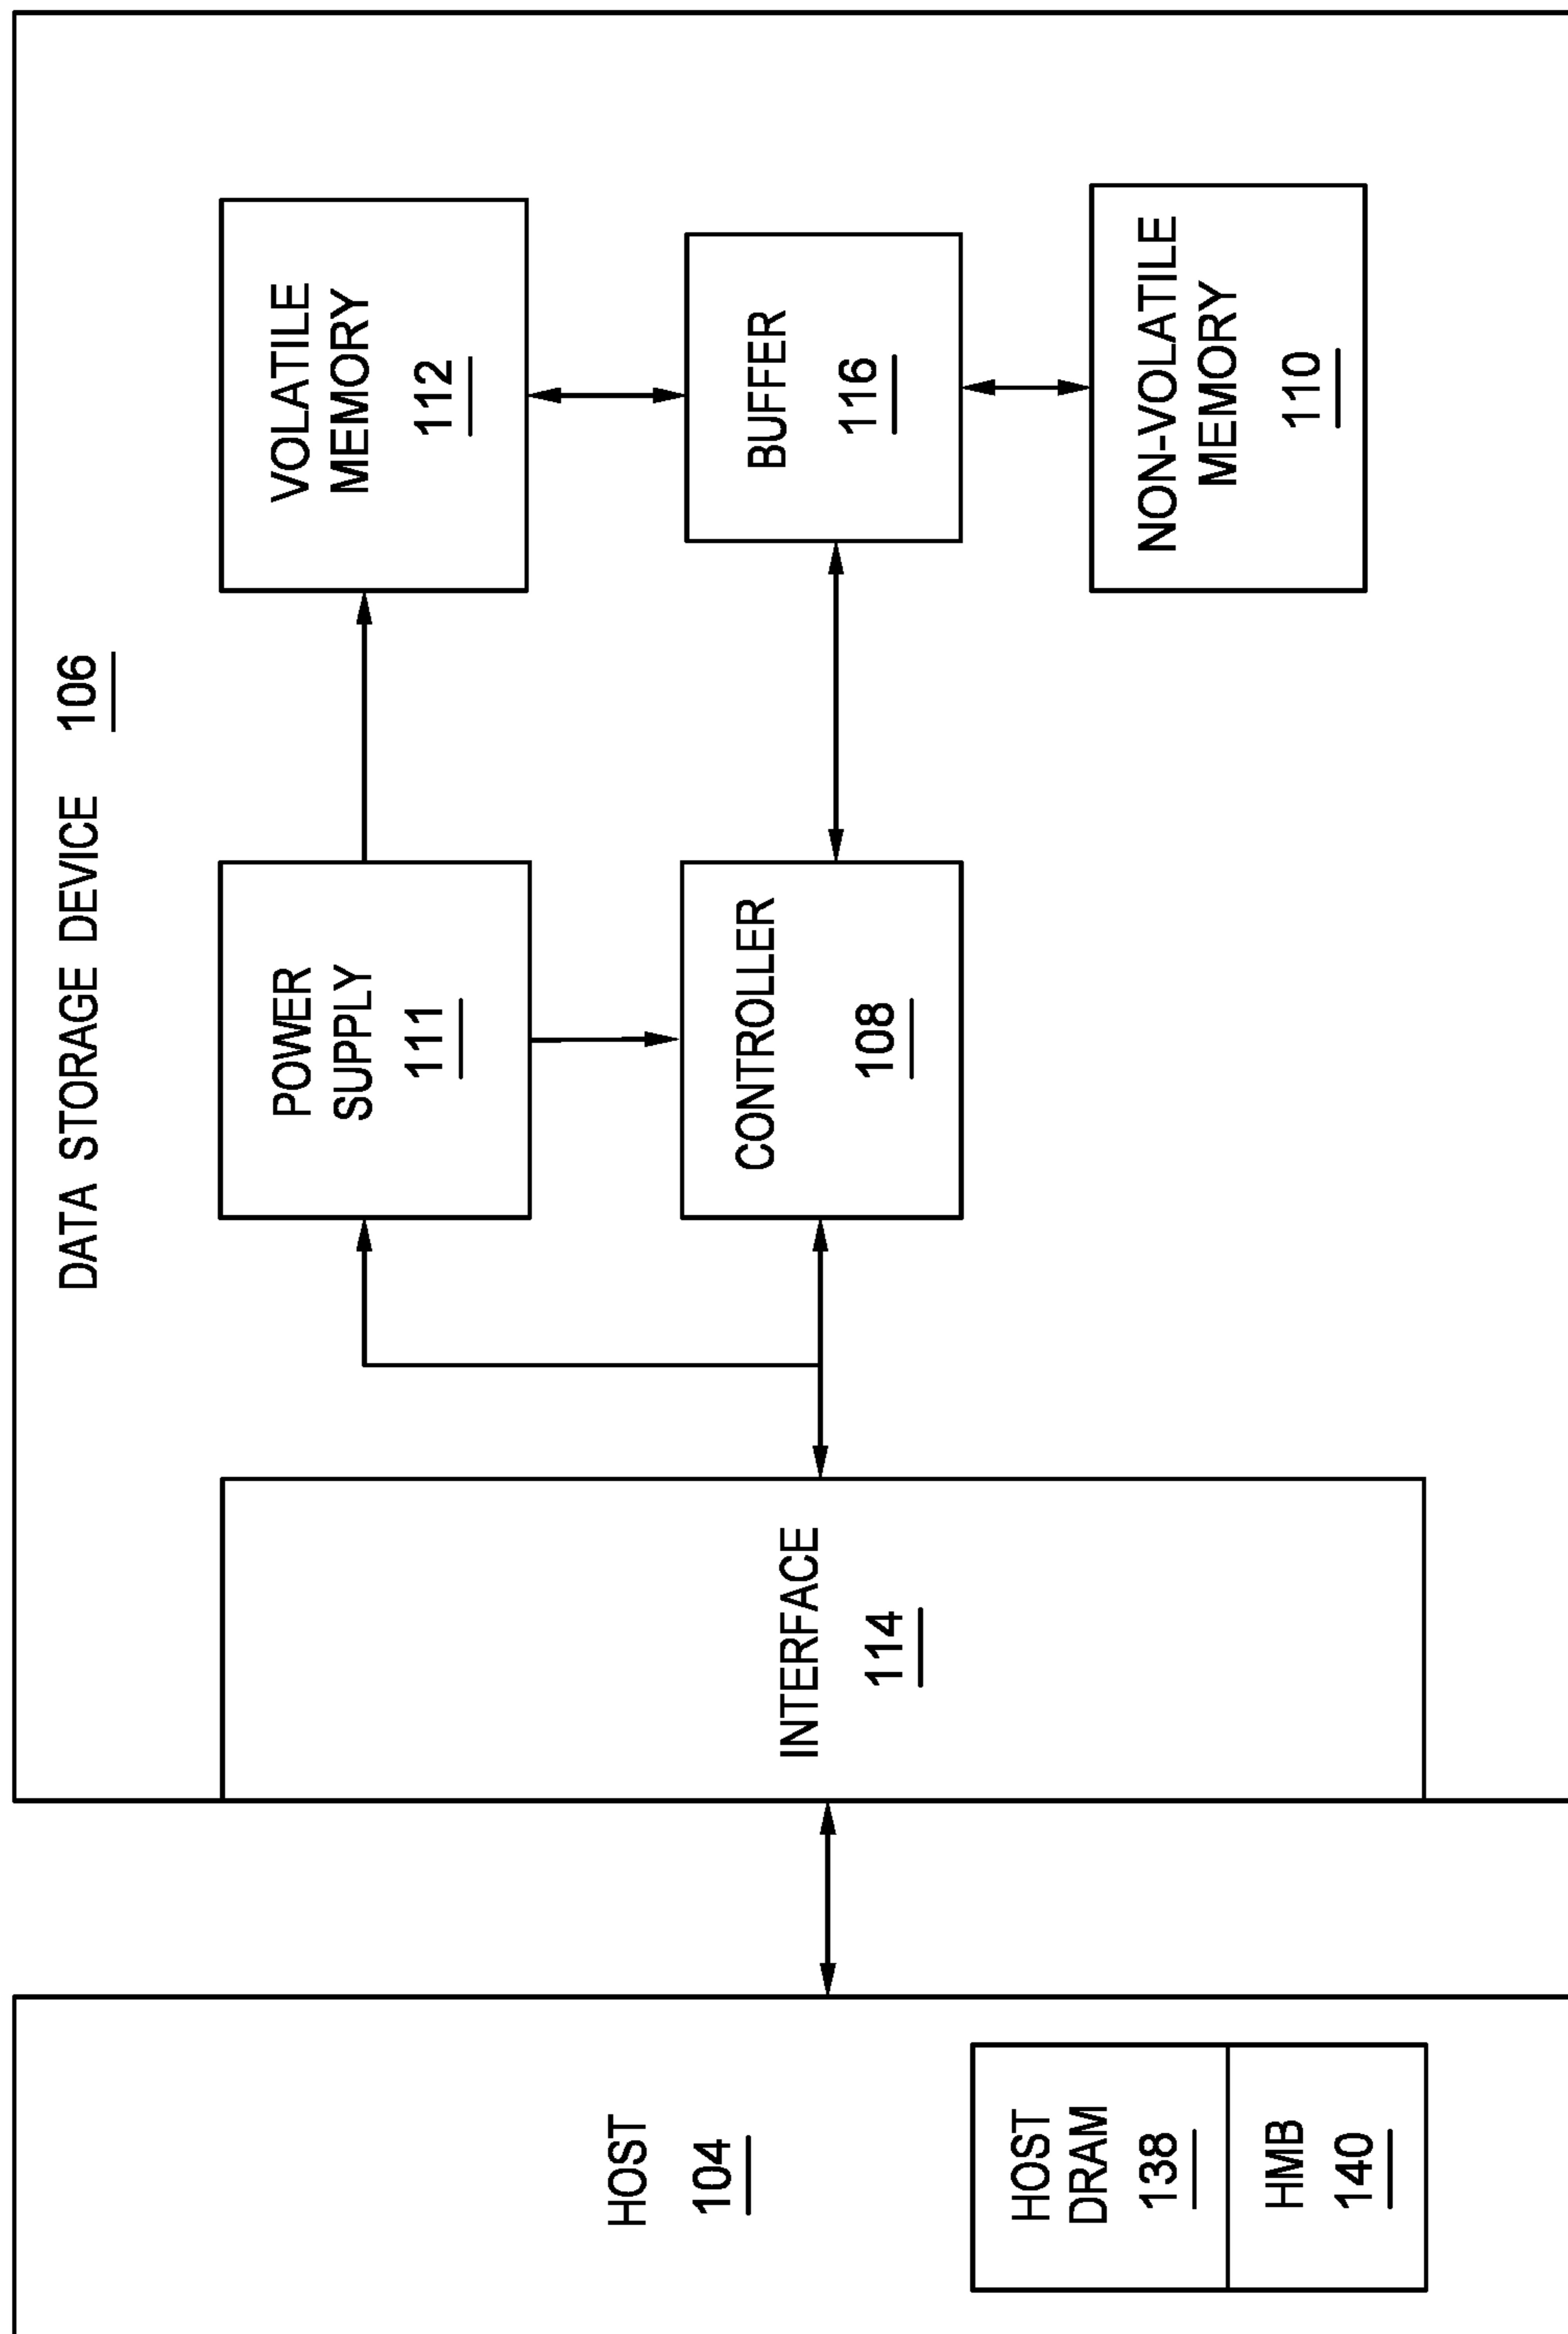 DATA STORAGE DEVICE 106
HOST
104
HOST
DRAM
138
HMB
140
INTERFACE
114
POWER
SUPPLY
111
CONTROLLER
108
VOLATILE
MEMORY
112
BUFFER
116
NON-VOLATILE
MEMORY
110